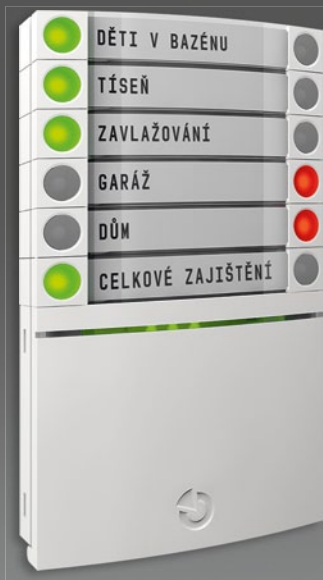 DĚTI V BAZÉNU
TÍSEŇ
ZAVLAŽOVÁNÍ
GARÁŽ
DŮM
CELKOVÉ ZAJIŠTĚNÍ